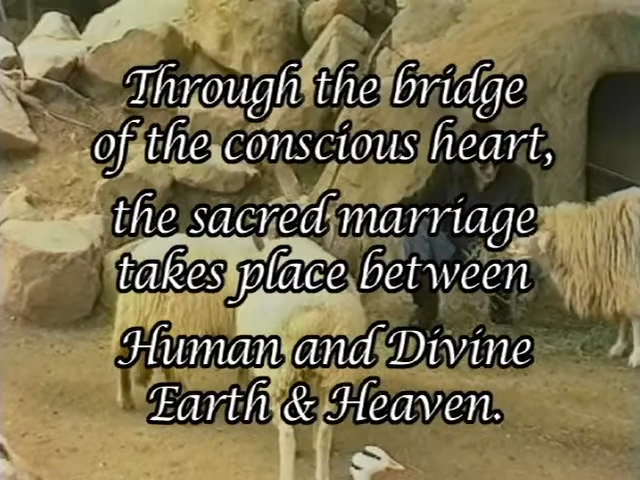 Through the bridge
of the conscious heart,
the sacred marriage
takes place between
Human and Divine
Earth & Heaven.